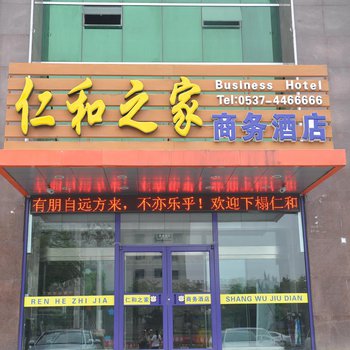 仁和之家
Business Hotel
Tel:0537-4466666
商务酒店
有朋自远方来，不亦乐乎！欢迎下榻仁和
REN HE ZHI JIA
仁和之家
商务酒店
SHANG WU JIU DIAN